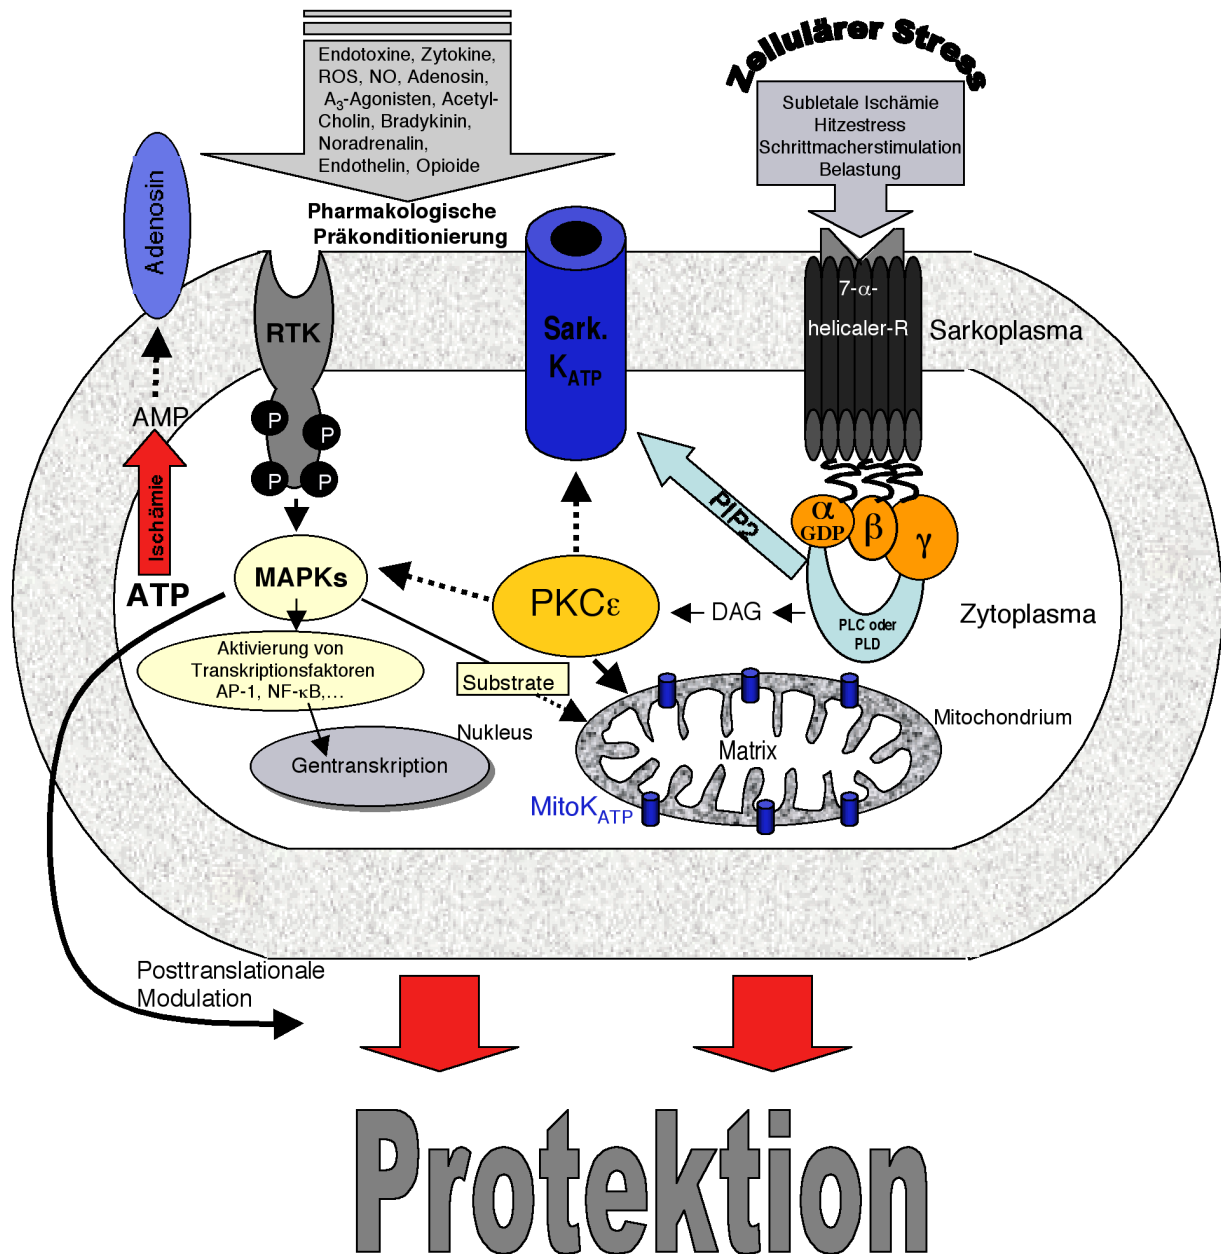 Zellulärer Stress
Endotoxine, Zytokine,
ROS, NO, Adenosin,
A3-Agonisten, Acetyl-
Cholin, Bradykinin,
Noradrenalin,
Endothelin, Opioide
Subletale Ischämie
Hitzestress
Schrittmacherstimulation
Belastung
Pharmakologische
Präkonditionierung
Adenosin
RTK
Sark.
KATP
7-α-
helicaler-R
Sarkoplasma
AMP
P
P
P
P
Ischämie
ATP
PIP2
α
GDP
β
γ
MAPKs
PKCε
DAG
PLC oder
PLD
Zytoplasma
Aktivierung von
Transkriptionsfaktoren
AP-1, NF-κB,...
Substrate
Nukleus
Gentranskription
Mitochondrium
Matrix
MitoKATP
Posttranslationale
Modulation
Protektion